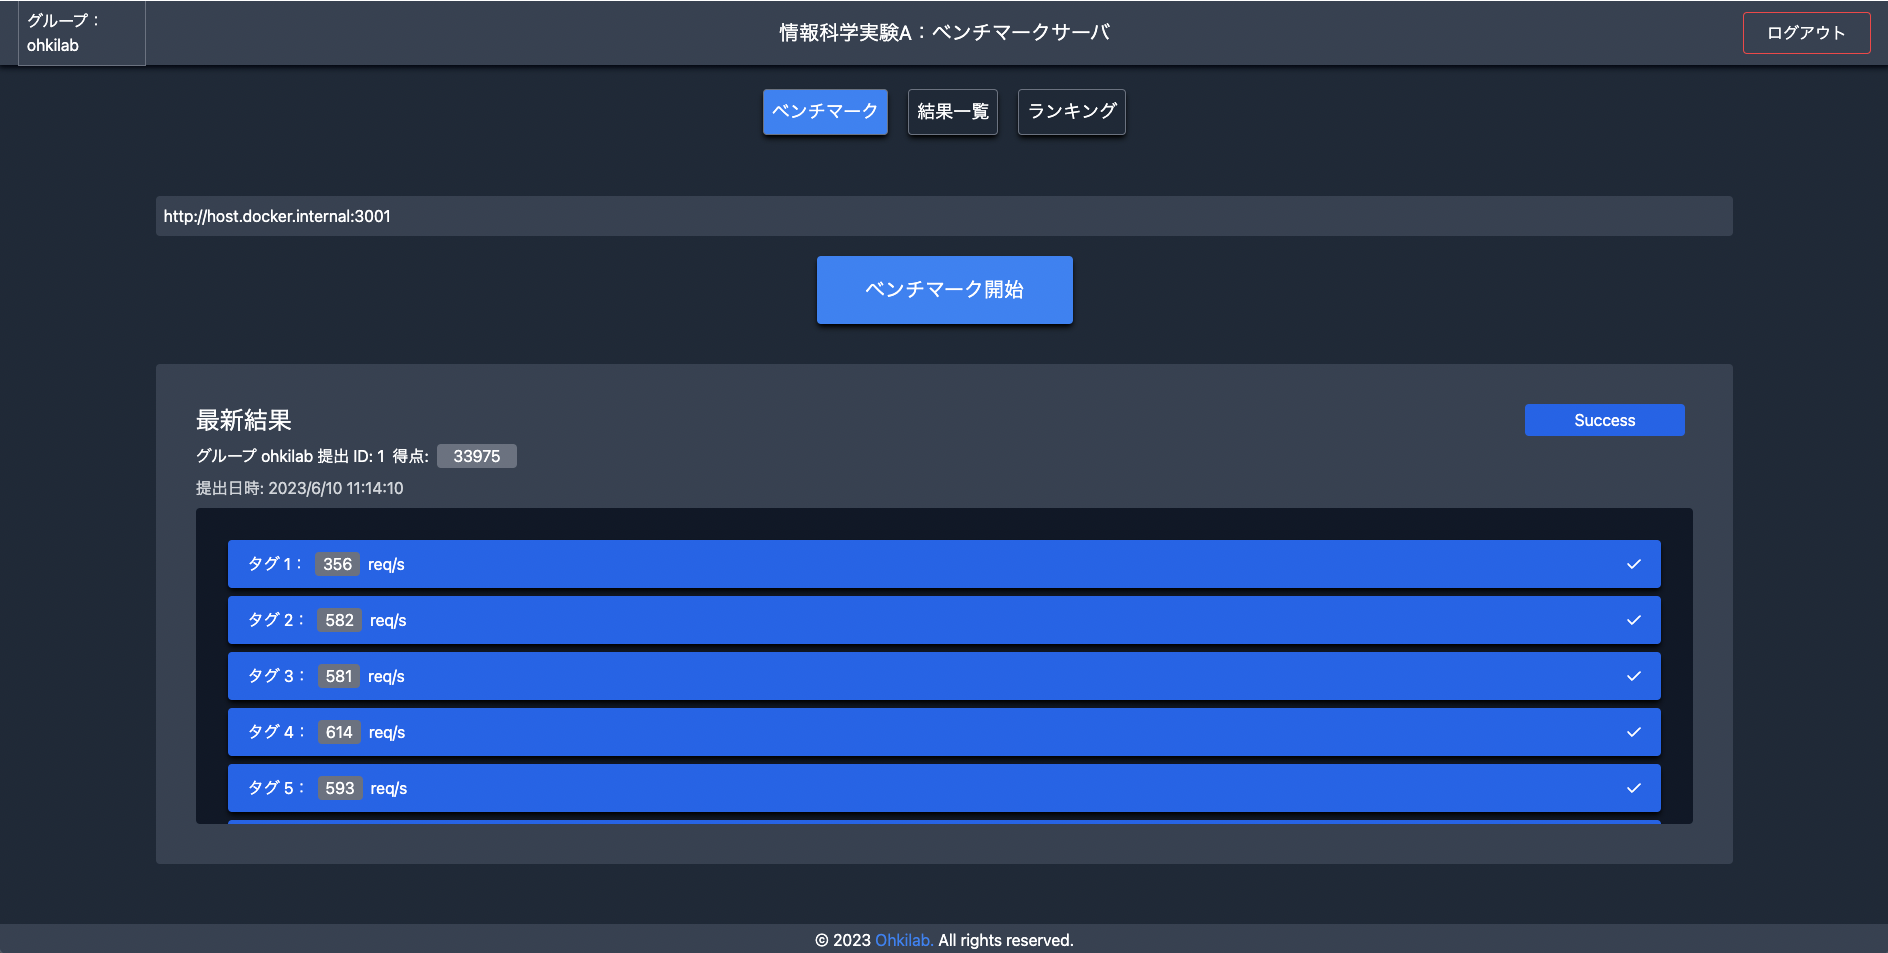 グループ：
ohkilab
情報科学実験A：ベンチマークサーバ
ログアウト
ベンチマーク
結果一覧
ランキング
http://host.docker.internal:3001
ベンチマーク開始
最新結果
Success
グループ ohkilab 提出 ID: 1 得点: 33975
提出日時: 2023/6/10 11:14:10
タグ 1： 356 req/s
タグ 2： 582 req/s
タグ 3： 581 req/s
タグ 4： 614 req/s
タグ 5： 593 req/s
© 2023 Ohkilab. All rights reserved.